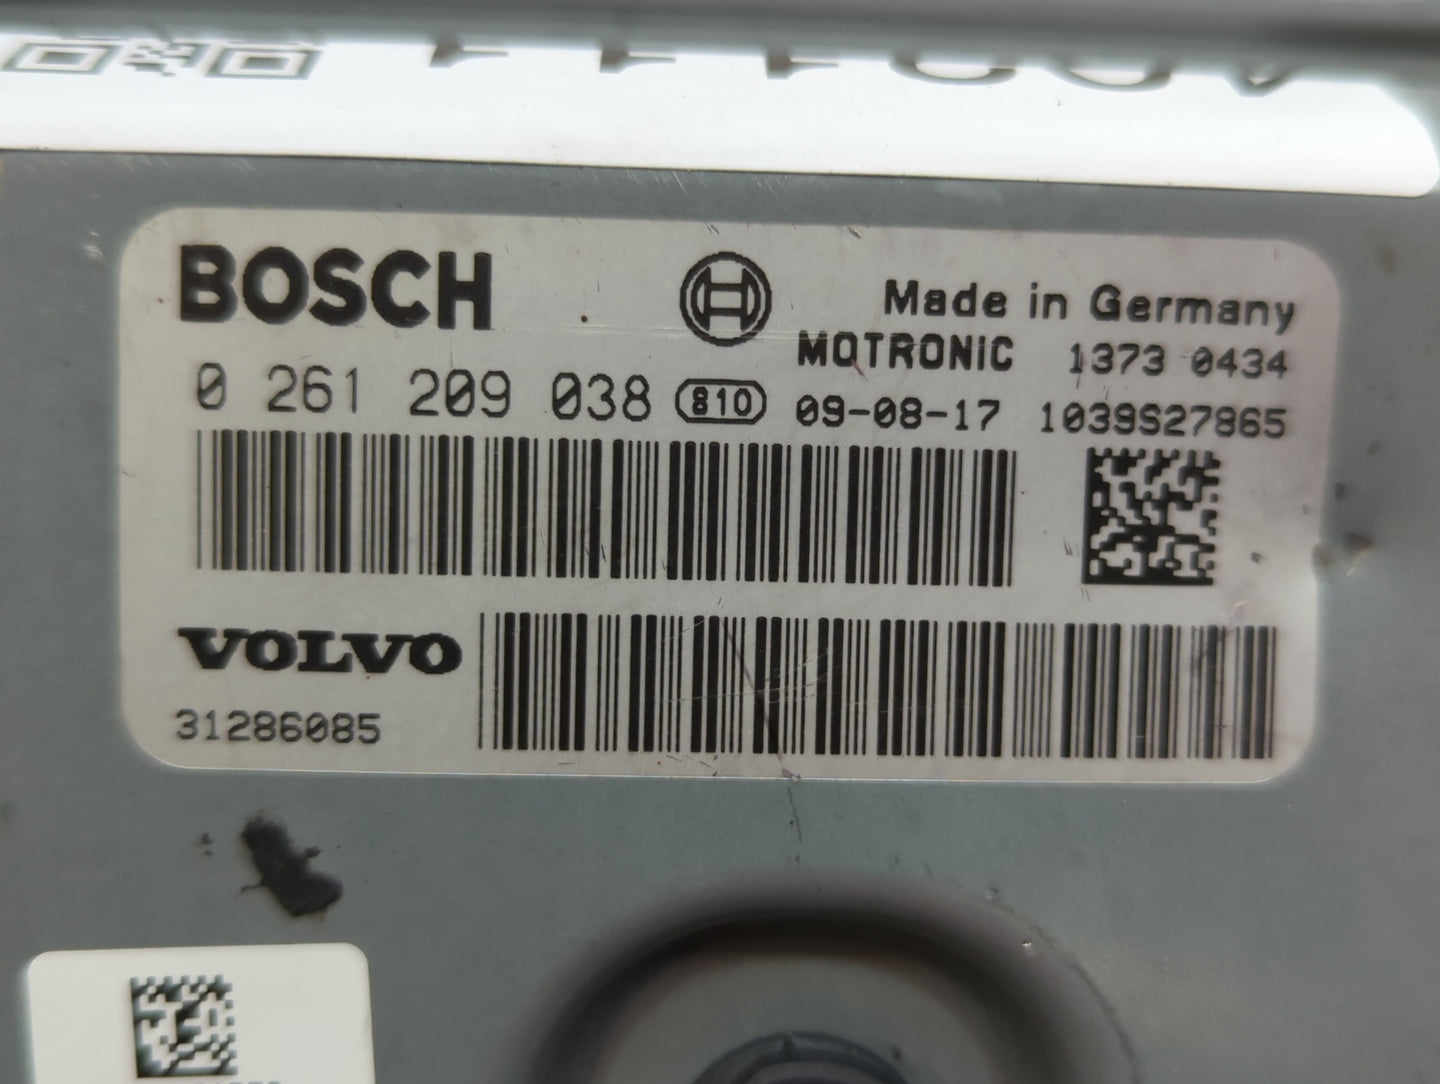 BOSCH
Made in Germany
MOTRONIC 1373 0434
0 261 209 038 810 09-08-17 1039S27865
VOLVO
31286085